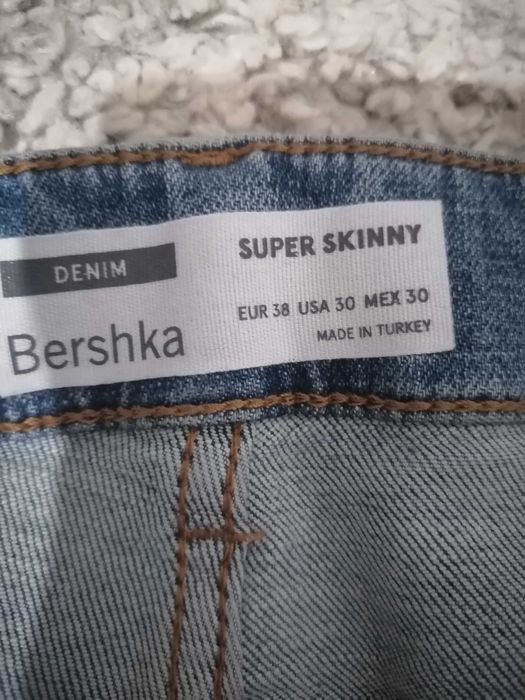 DENIM
Bershka
SUPER SKINNY
EUR 38 USA 30 MEX 30
MADE IN TURKEY